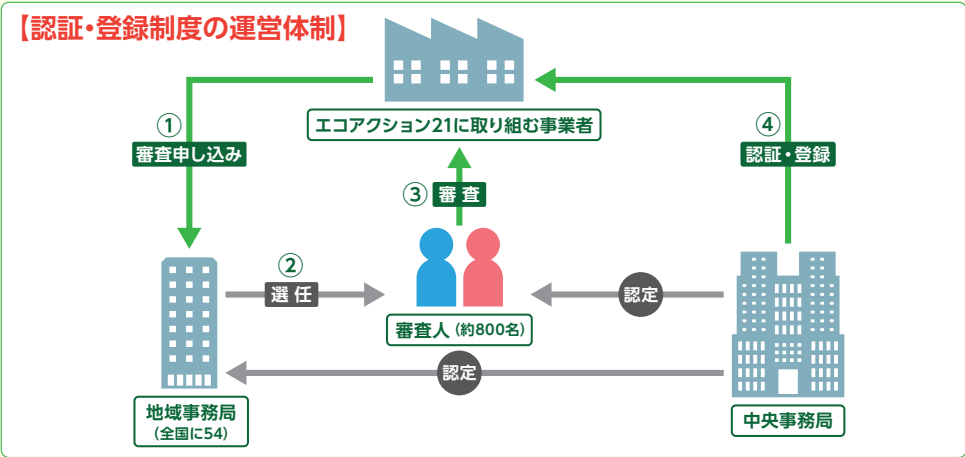 【認証・登録制度の運営体制】
エコアクション21に取り組む事業者
①
審査申し込み
④
認証・登録
③ 審査
②
選任
認定
審査人（約800名）
認定
地域事務局
（全国に54）
中央事務局